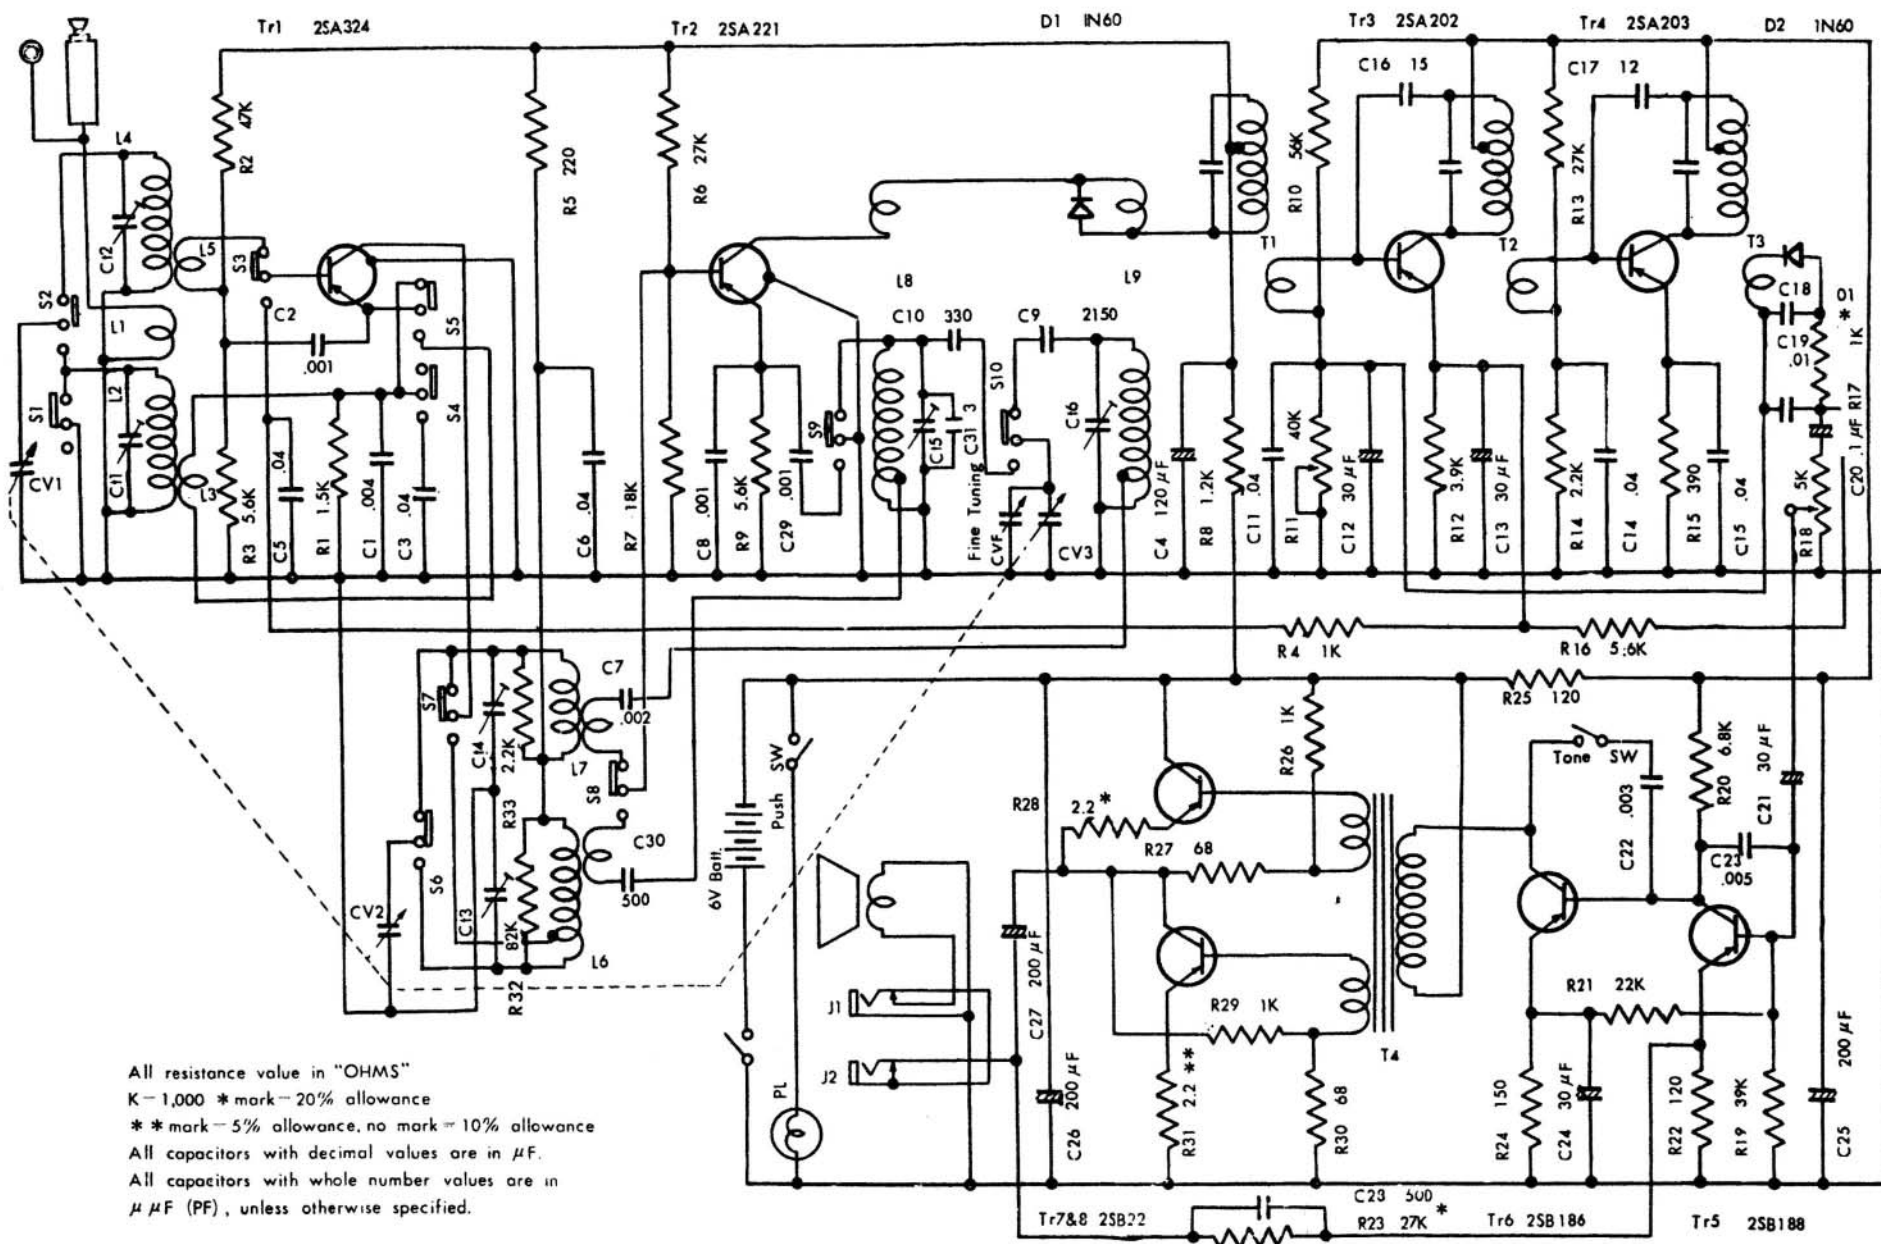 Tr1 2SA324
Tr2 2SA221
D1 IN60
Tr3 2SA202
Tr4 2SA203
D2 1N60
C16 15
C17 12
L4
47K
R2
R5 220
R6 27K
R10 56K
R13 27K
Ct2
L5
S3
S2
L1
C2
.001
S5
L8
L9
T1
T2
T3
C18
.01 *
C19
.01
1K
R17
C10 330
C9 2150
S1
L2
Ct1
L3
CV1
S4
S9
S10
Ct5
C31 3
Ct6
R3 5.6K
C5 .04
R1 1.5K
C1 .004
C3 .04
C6 .04
R7 18K
C8 .001
R9 5.6K
C29 .001
Fine Tuning
CVF
CV3
C4 120 μF
R8 1.2K
C11 .04
R11 40K
C12 30 μF
R12 3.9K
C13 30 μF
R14 2.2K
C14 .04
R15 390
C15 .04
R18 5K
C20 .1 μF
R4 1K
R16 5.6K
S7
Ct4
2.2K
R33
L7
C7
.002
S8
C30
500
S6
CV2
Ct3
82K
R32
L6
6V Batt.
Push SW
R25 120
R26 1K
R28
2.2 *
R27 68
Tone SW
R20 6.8K
C21 30 μF
C22 .003
C23
.005
J1
J2
PL
C27 200 μF
C26 200 μF
R29 1K
T4
R31 2.2 **
R30 68
R21 22K
R24 150
C24 30 μF
R22 120
R19 39K
C25 200 μF
All resistance value in "OHMS"
K - 1,000 * mark - 20% allowance
* * mark - 5% allowance, no mark = 10% allowance
All capacitors with decimal values are in μF.
All capacitors with whole number values are in
μ μF (PF), unless otherwise specified.
Tr7&8 2SB22
C23 500
R23 27K *
Tr6 2SB186
Tr5 2SB188